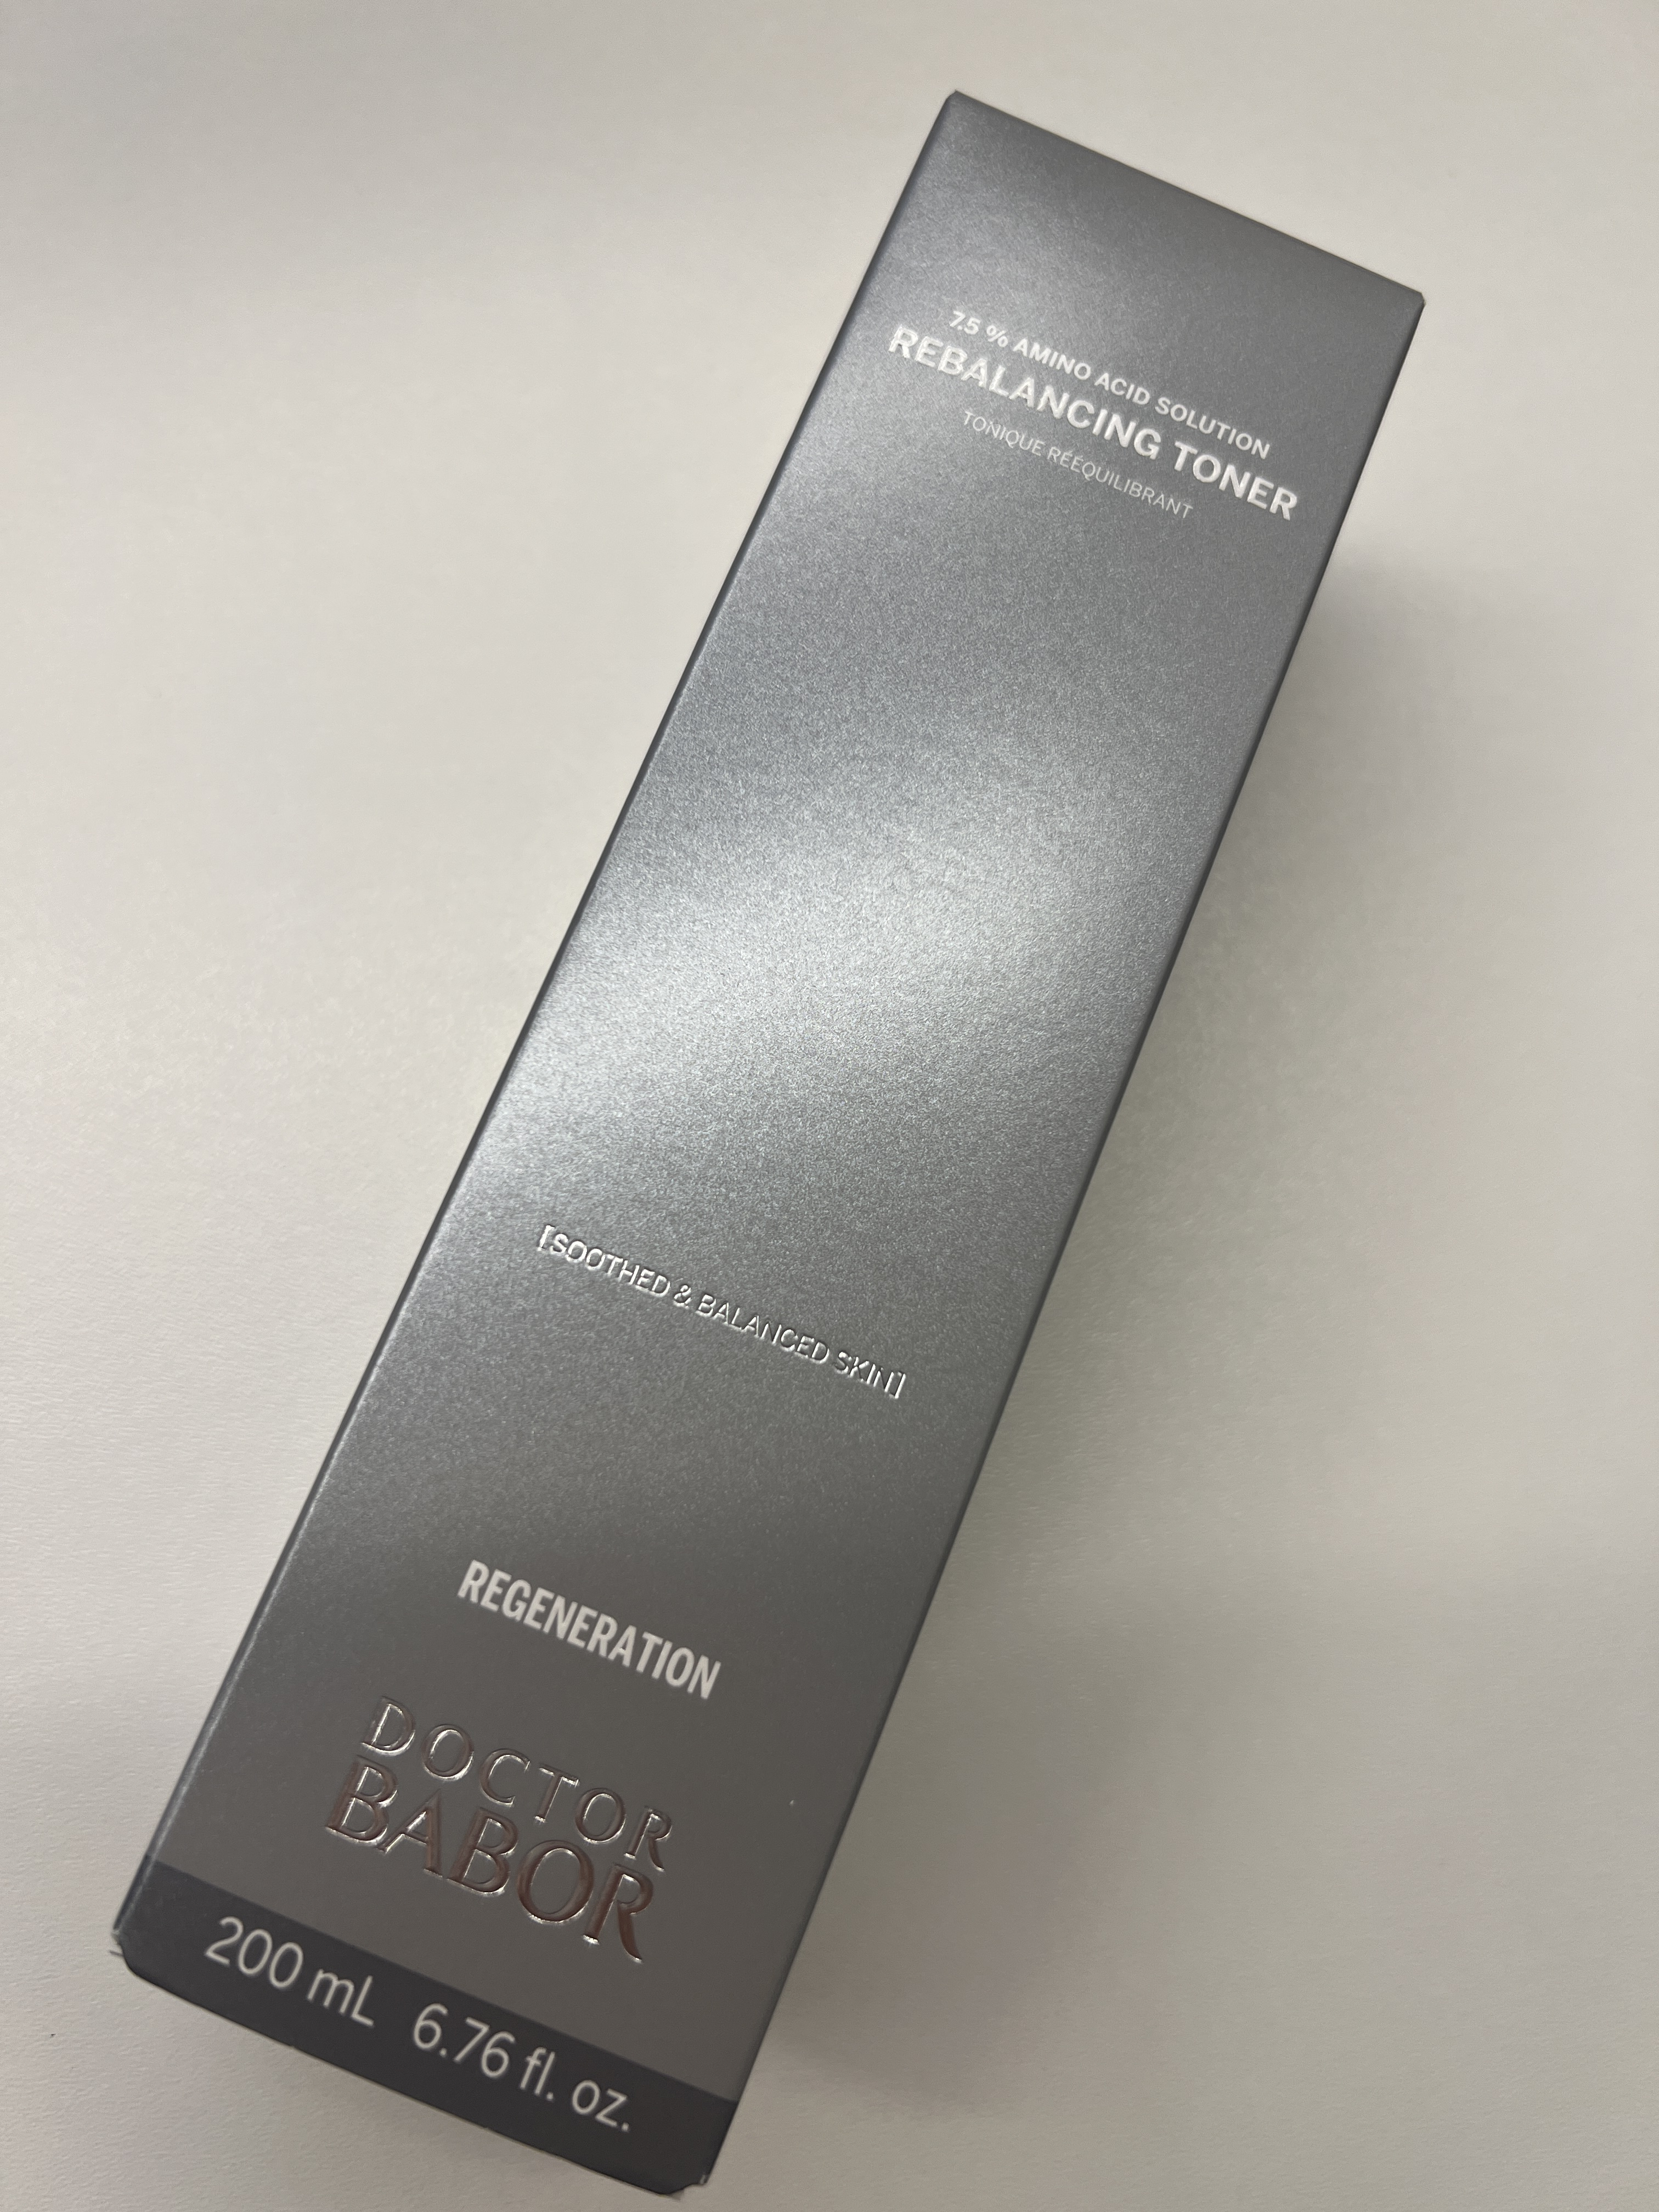 7.5 % AMINO ACID SOLUTION
REBALANCING TONER
TONIQUE RÉÉQUILIBRANT
[SOOTHED & BALANCED SKIN]
REGENERATION
DOCTOR
BABOR
200 mL 6.76 fl. oz.